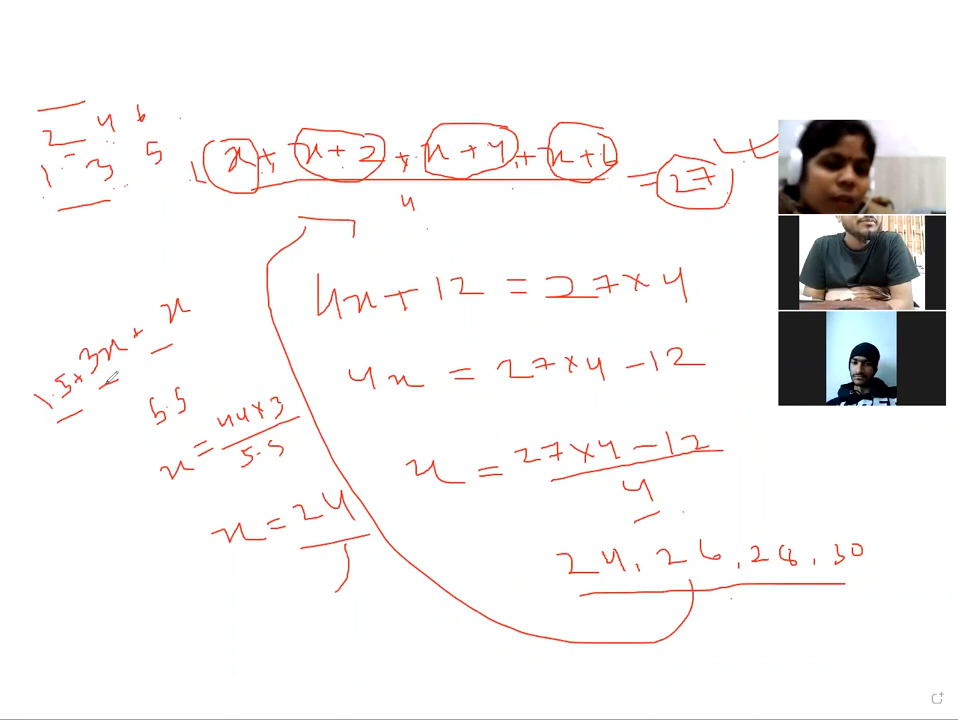 2 4 6
1 3 5
x + x+2 + x+4 + x+6 = 27
4
4x + 12 = 27 × 4
4x = 27 × 4 − 12
x = 27 × 4 − 12
4
24, 26, 28, 30
1.5 + 3x + x
5.5
x = 44 × 3
5.5
x = 24